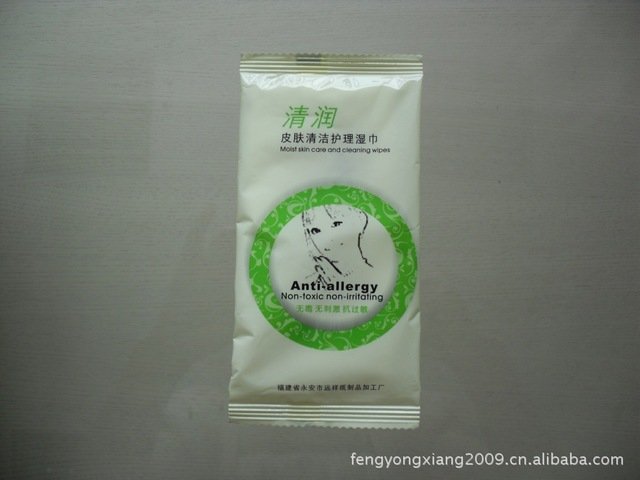 清润
皮肤清洁护理湿巾
Moist skin care and cleaning wipes
Anti-allergy
Non-toxic non-irritating
无毒无刺激抗过敏
福建省永安市远祥纸制品加工厂
fengyongxiang2009.cn.alibaba.com